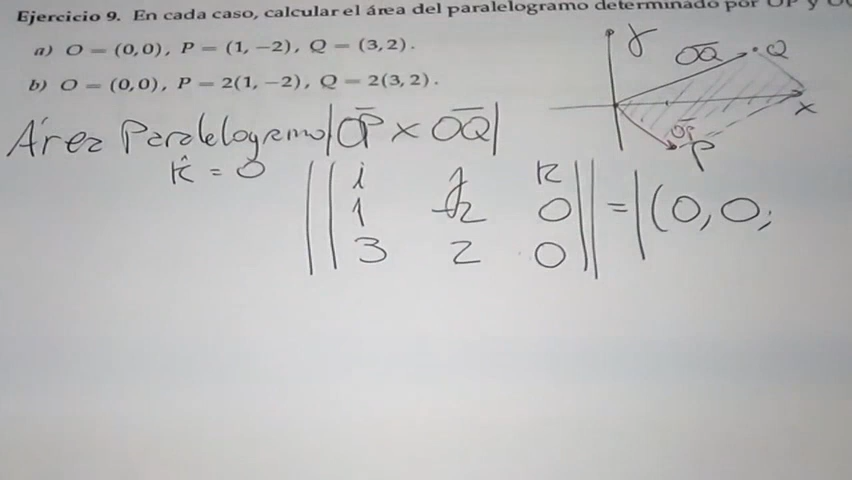 Ejercicio 9. En cada caso, calcular el área del paralelogramo determinado por OP y
a) O = (0,0), P = (1, −2), Q = (3, 2).
b) O = (0,0), P = 2(1, −2), Q = 2(3, 2).
y
OQ
Q
x
OP
P
Área Paralelogramo |OP × OQ|
k̂ = 0
i j k
1 -2 0 = |(0,0;
3 2 0